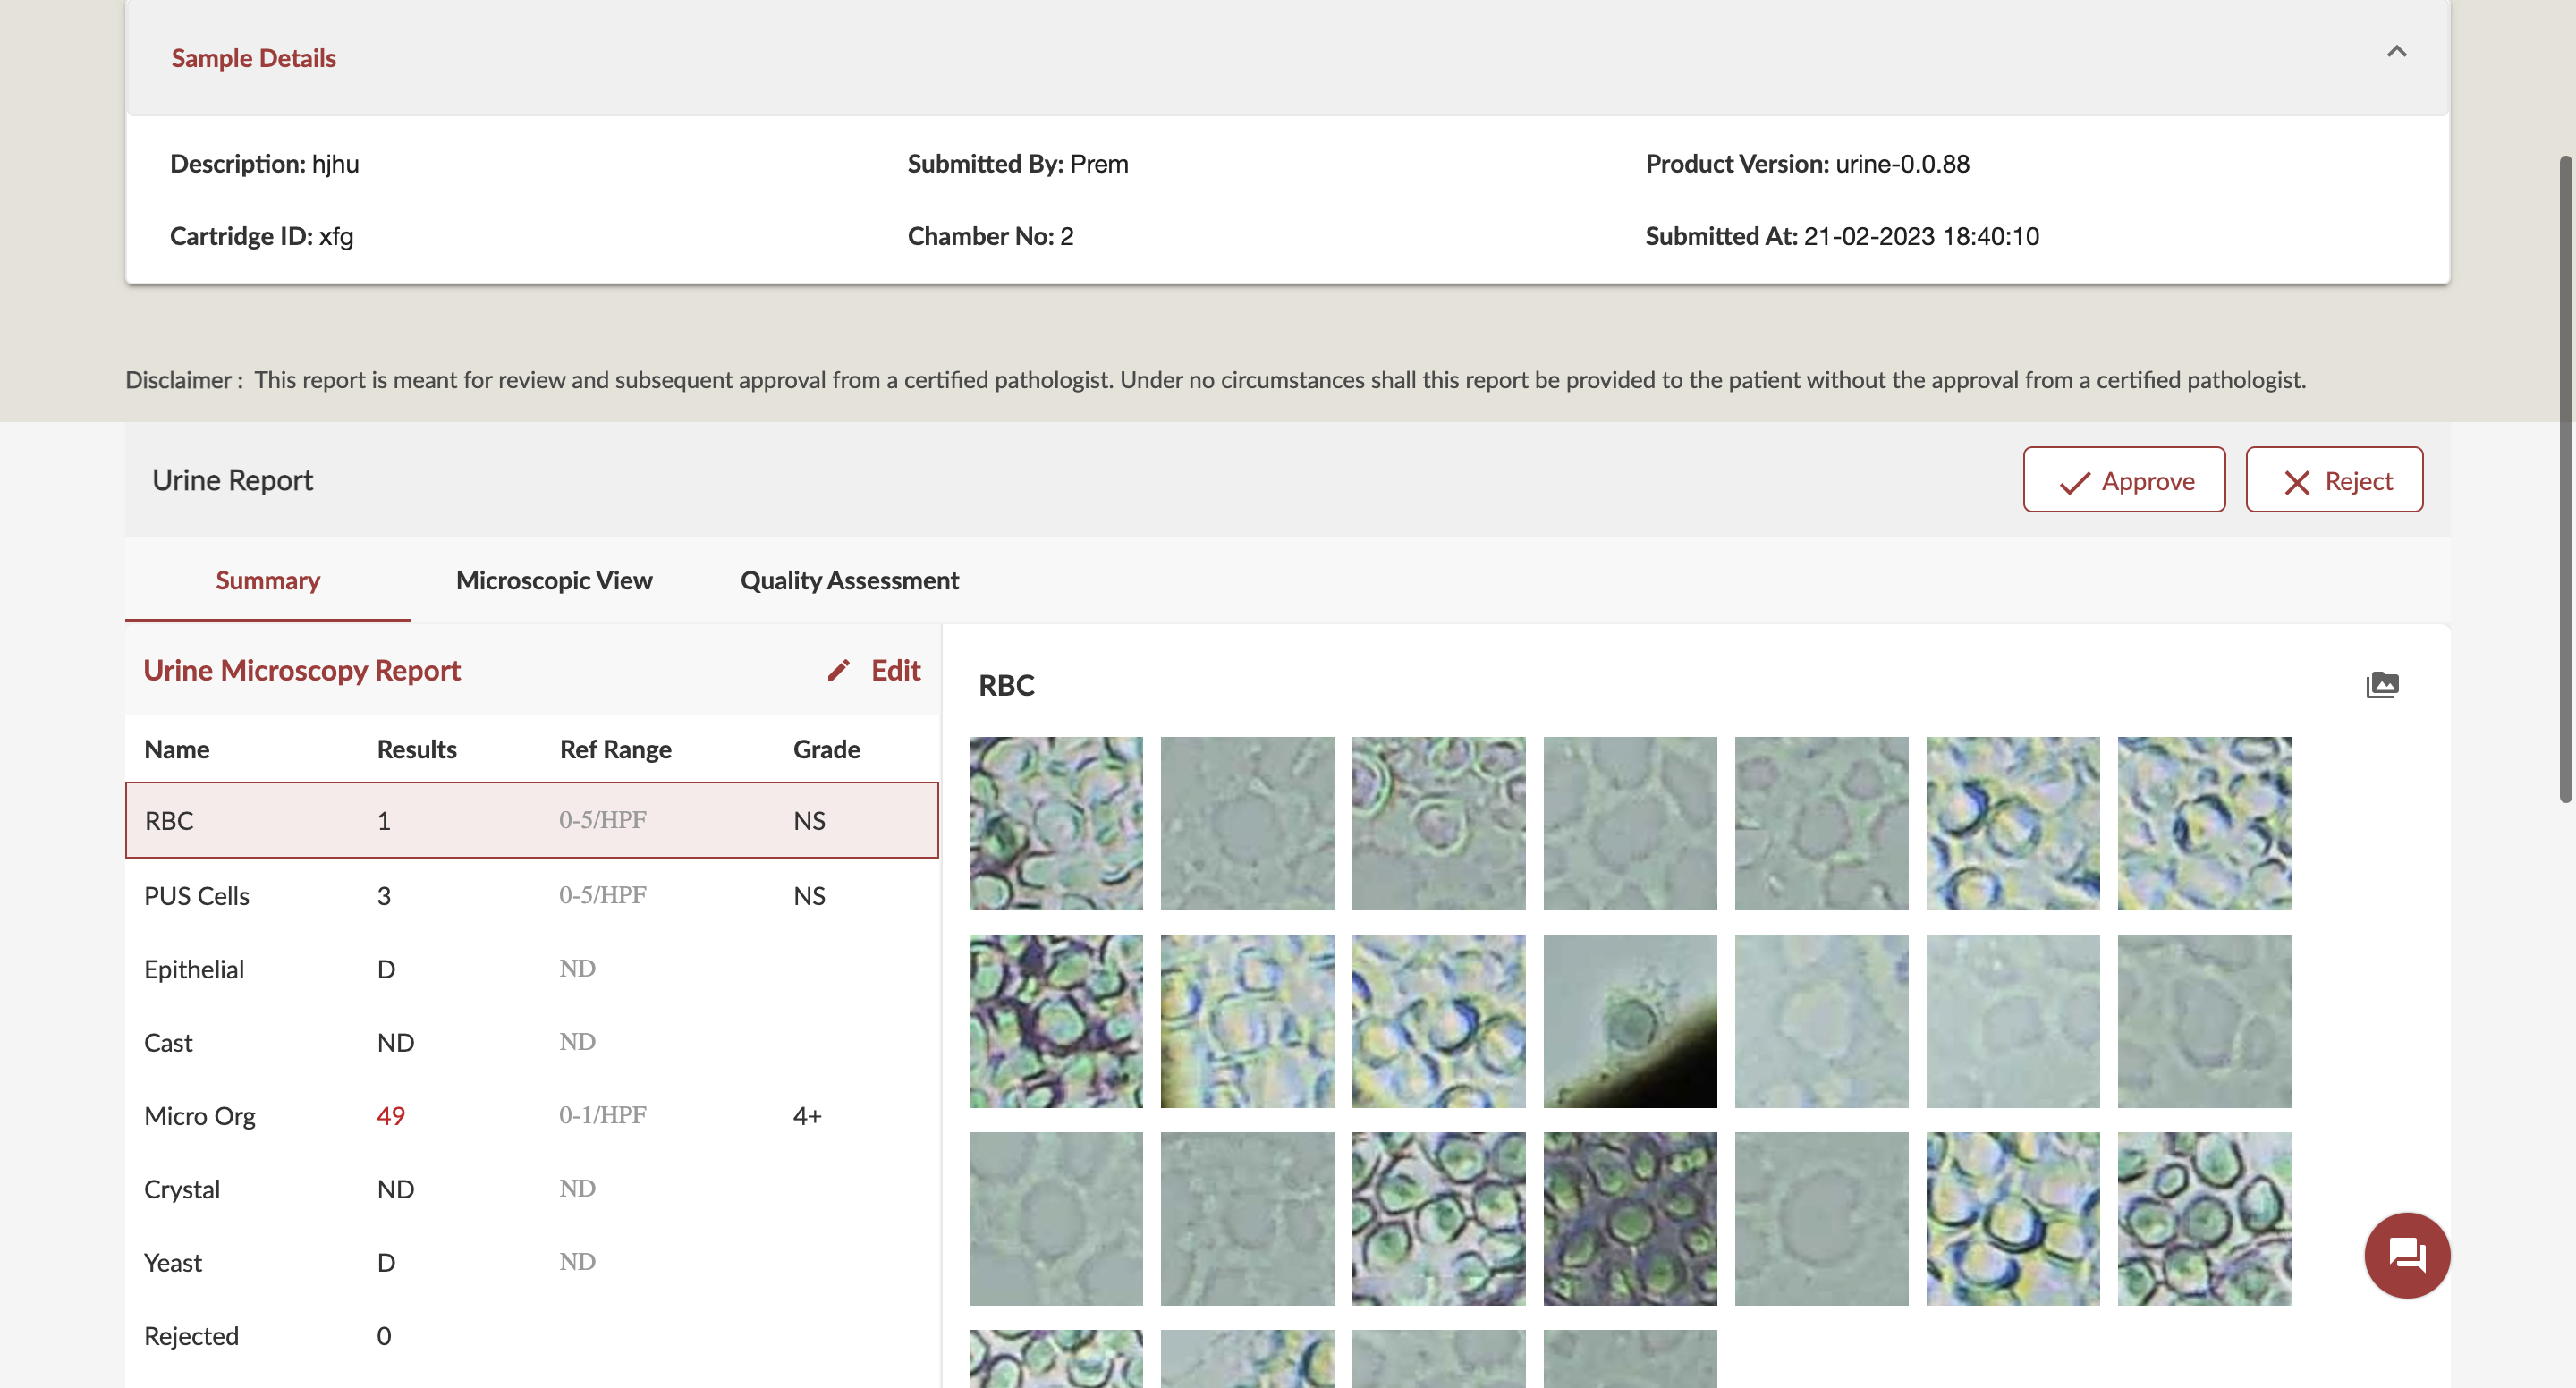 Sample Details
Description: hjhu Submitted By: Prem Product Version: urine-0.0.88
Cartridge ID: xfg Chamber No: 2 Submitted At: 21-02-2023 18:40:10
Disclaimer : This report is meant for review and subsequent approval from a certified pathologist. Under no circumstances shall this report be provided to the patient without the approval from a certified pathologist.
Urine Report Approve Reject
Summary Microscopic View Quality Assessment
Urine Microscopy Report Edit
Name Results Ref Range Grade
RBC 1 0-5/HPF NS
PUS Cells 3 0-5/HPF NS
Epithelial D ND
Cast ND ND
Micro Org 49 0-1/HPF 4+
Crystal ND ND
Yeast D ND
Rejected 0
RBC